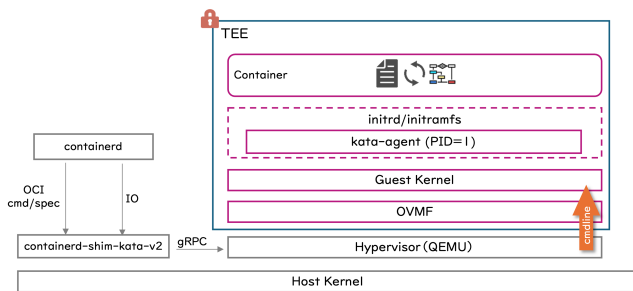 TEE
Container
initrd/initramfs
kata-agent (PID=1)
containerd
Guest Kernel
OCI
cmd/spec
IO
OVMF
cmdline
containerd-shim-kata-v2
gRPC
Hypervisor (QEMU)
Host Kernel